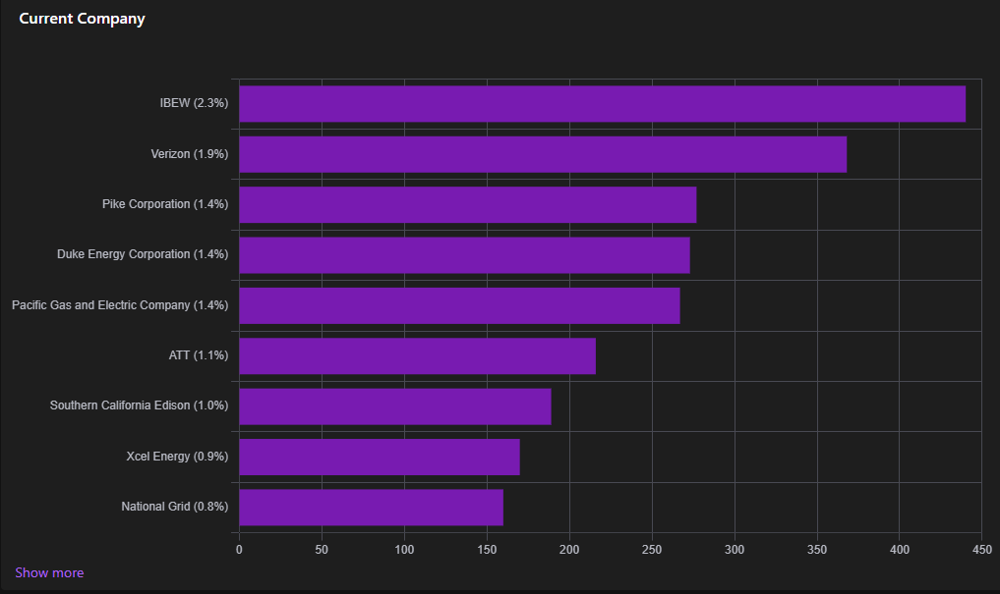 Current Company
IBEW (2.3%)
Verizon (1.9%)
Pike Corporation (1.4%)
Duke Energy Corporation (1.4%)
Pacific Gas and Electric Company (1.4%)
ATT (1.1%)
Southern California Edison (1.0%)
Xcel Energy (0.9%)
National Grid (0.8%)
0 50 100 150 200 250 300 350 400 450
Show more